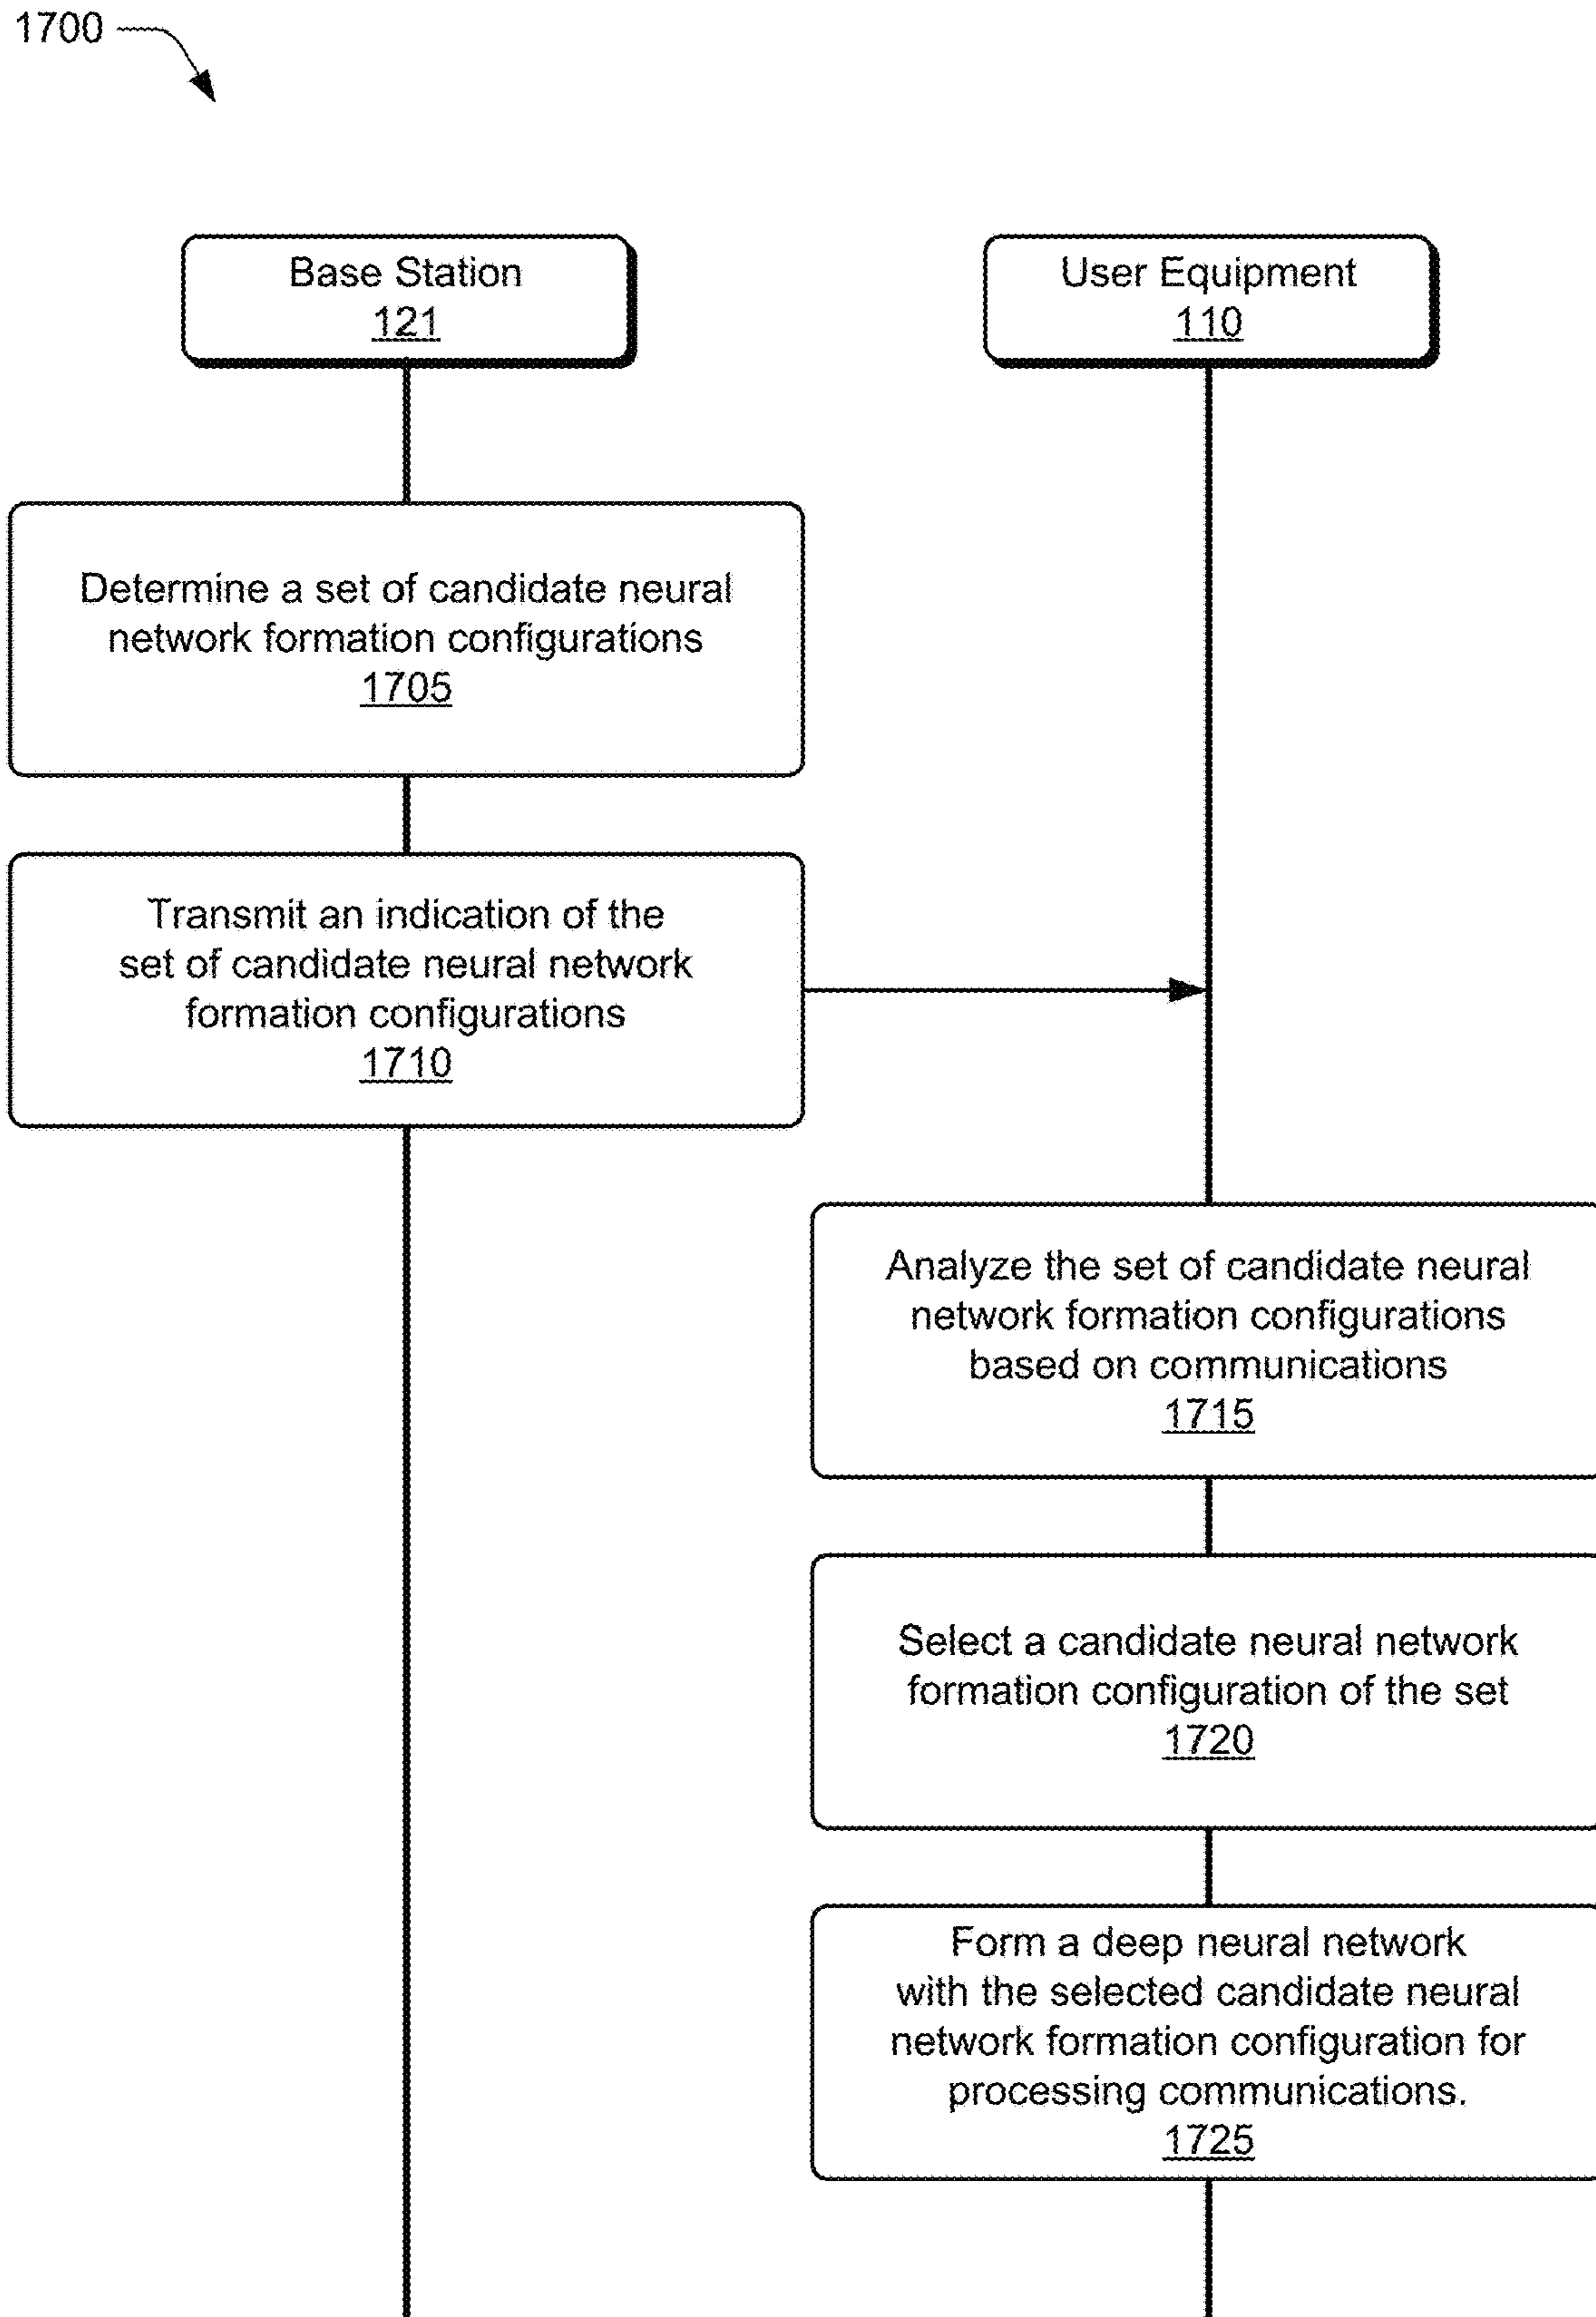 1700
Base Station
121
User Equipment
110
Determine a set of candidate neural
network formation configurations
1705
Transmit an indication of the
set of candidate neural network
formation configurations
1710
Analyze the set of candidate neural
network formation configurations
based on communications
1715
Select a candidate neural network
formation configuration of the set
1720
Form a deep neural network
with the selected candidate neural
network formation configuration for
processing communications.
1725